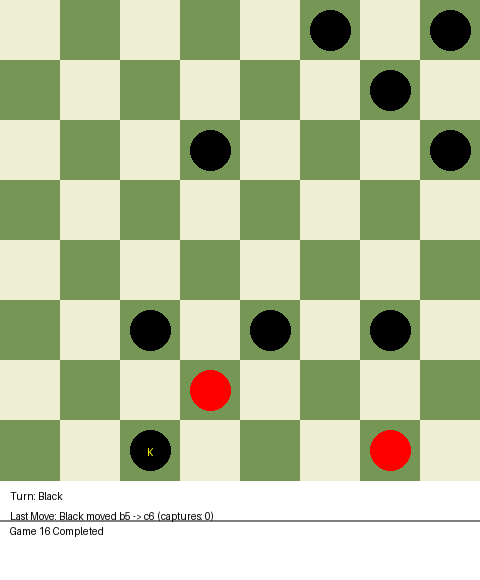 K
Turn: Black
Last Move: Black moved b5 -> c6 (captures: 0)
Game 16 Completed